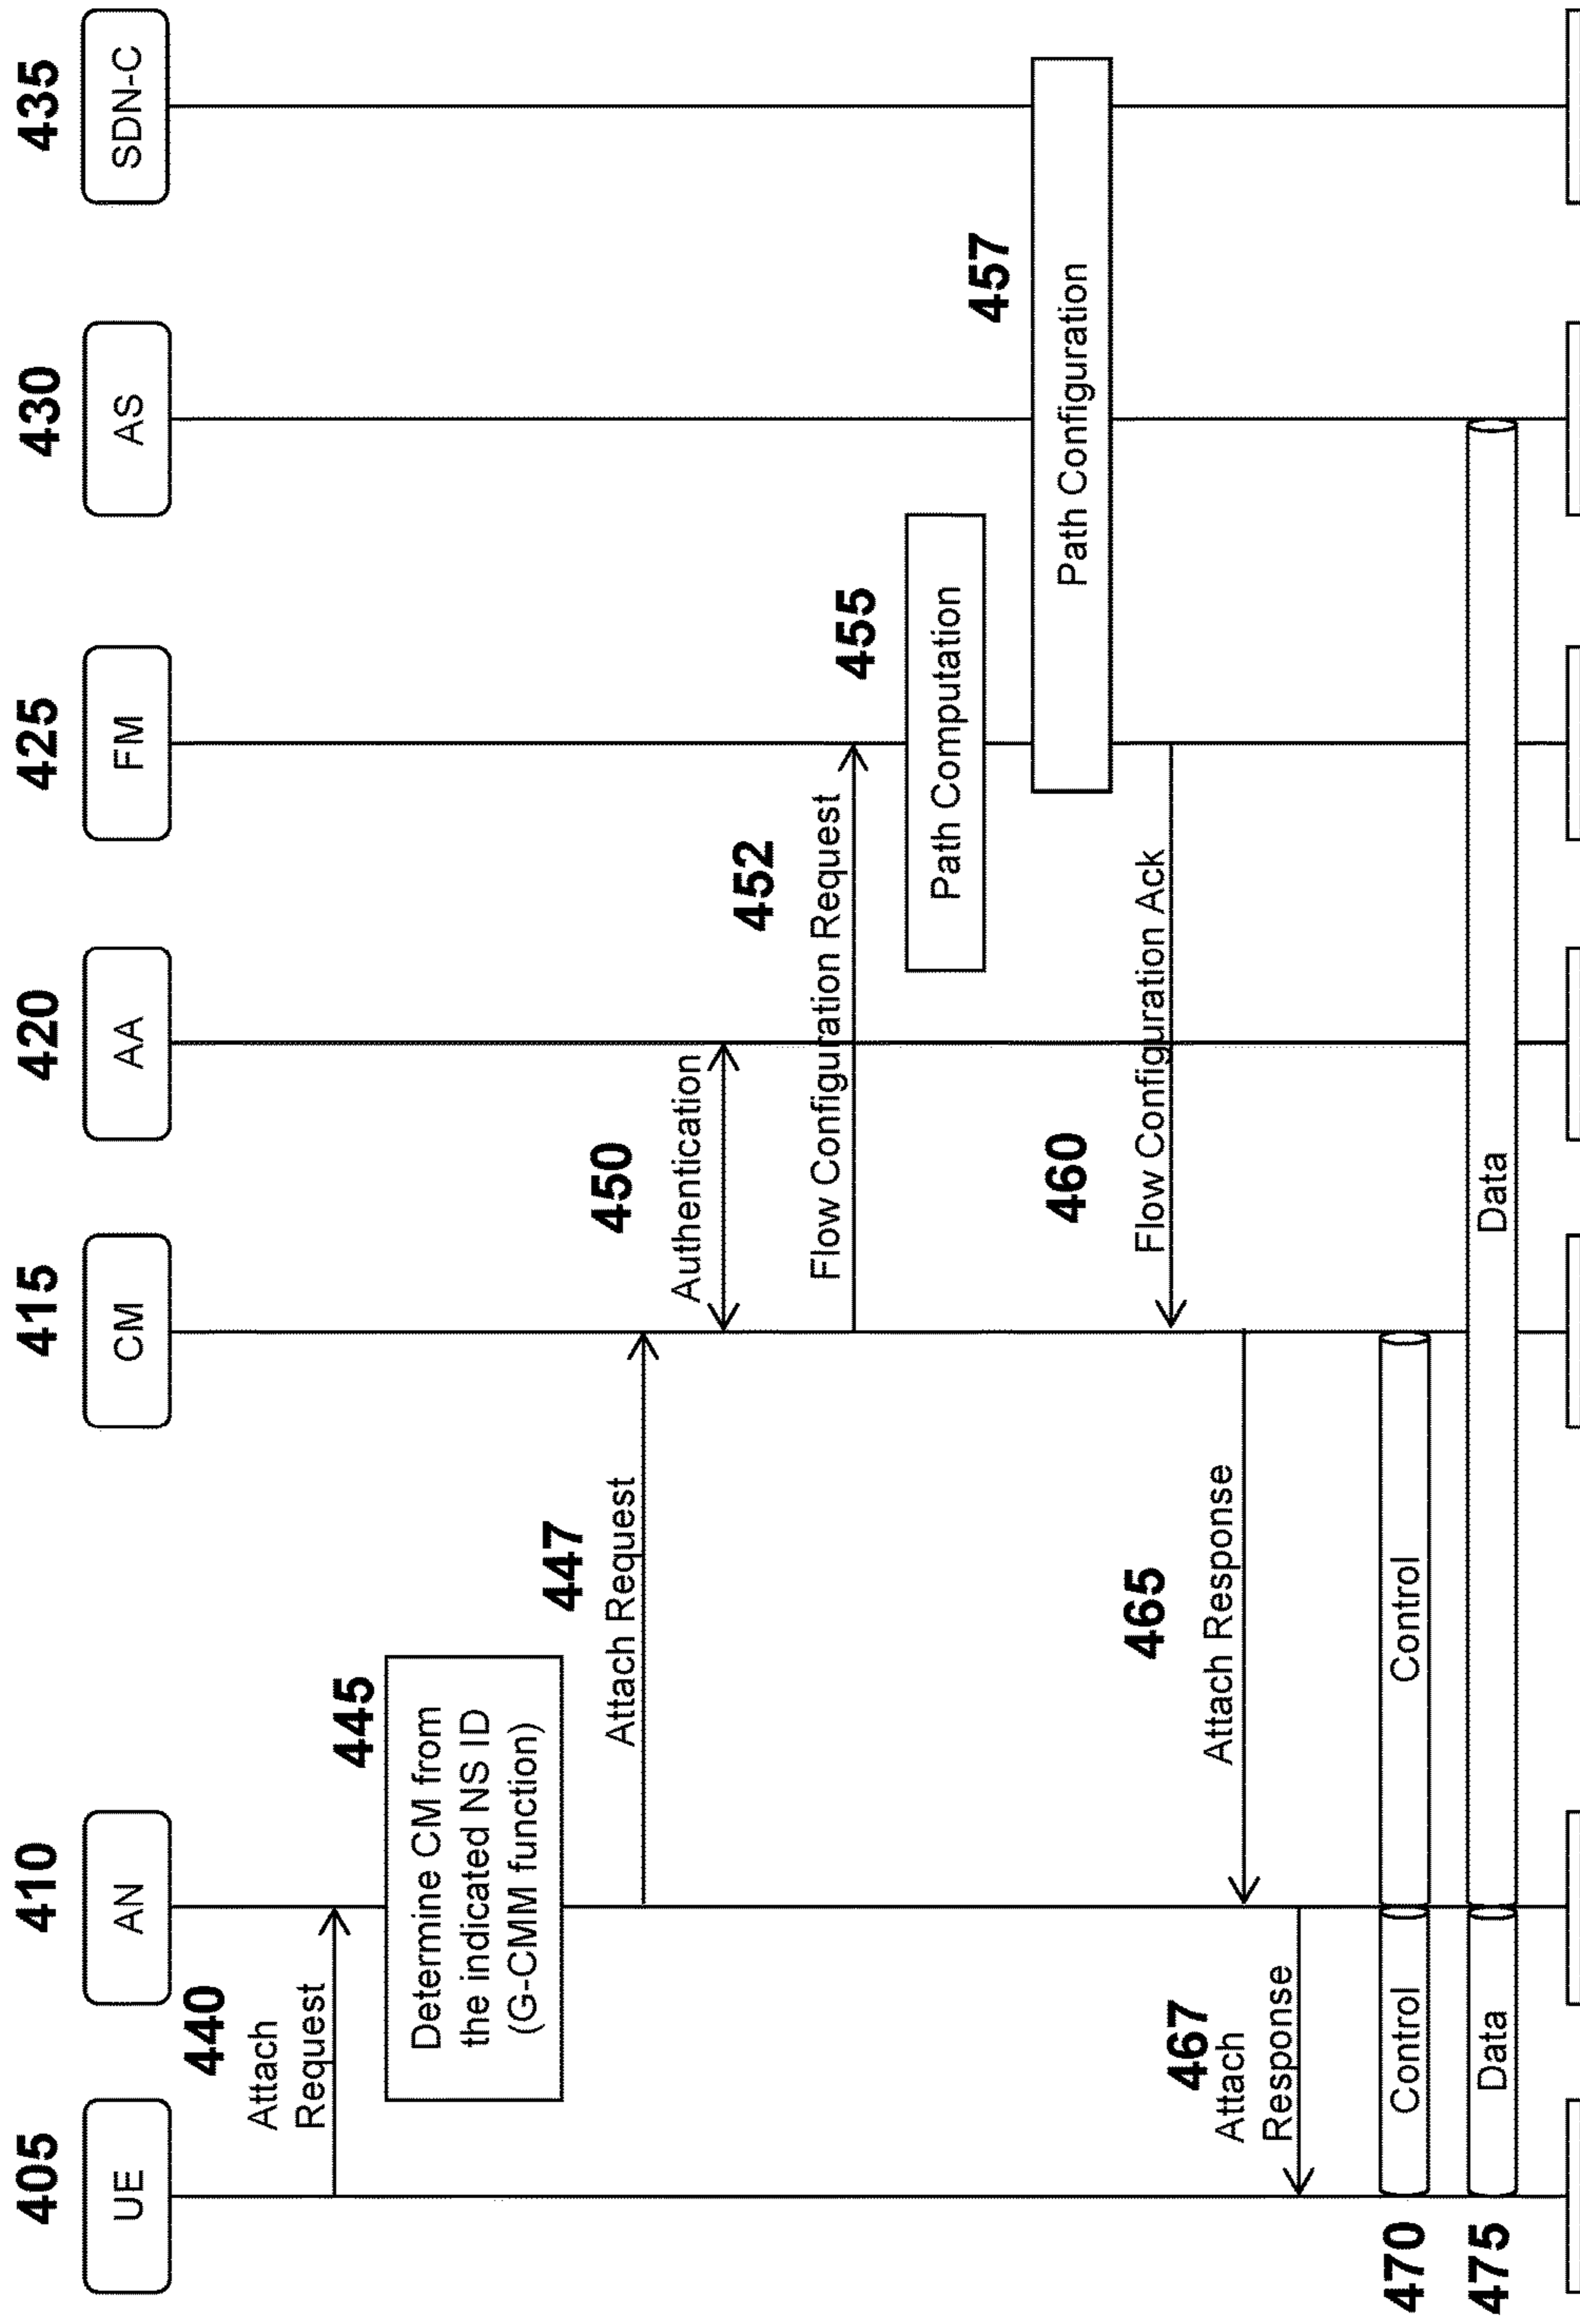 405
410
415
420
425
430
435
UE
AN
CM
AA
FM
AS
SDN-C
440
Attach
Request
445
Determine CM from
the indicated NS ID
(G-CMM function)
447
Attach Request
450
Authentication
452
Flow Configuration Request
455
Path Computation
457
Path Configuration
460
Flow Configuration Ack
465
Attach Response
467
Attach
Response
470
Control
Control
475
Data
Data